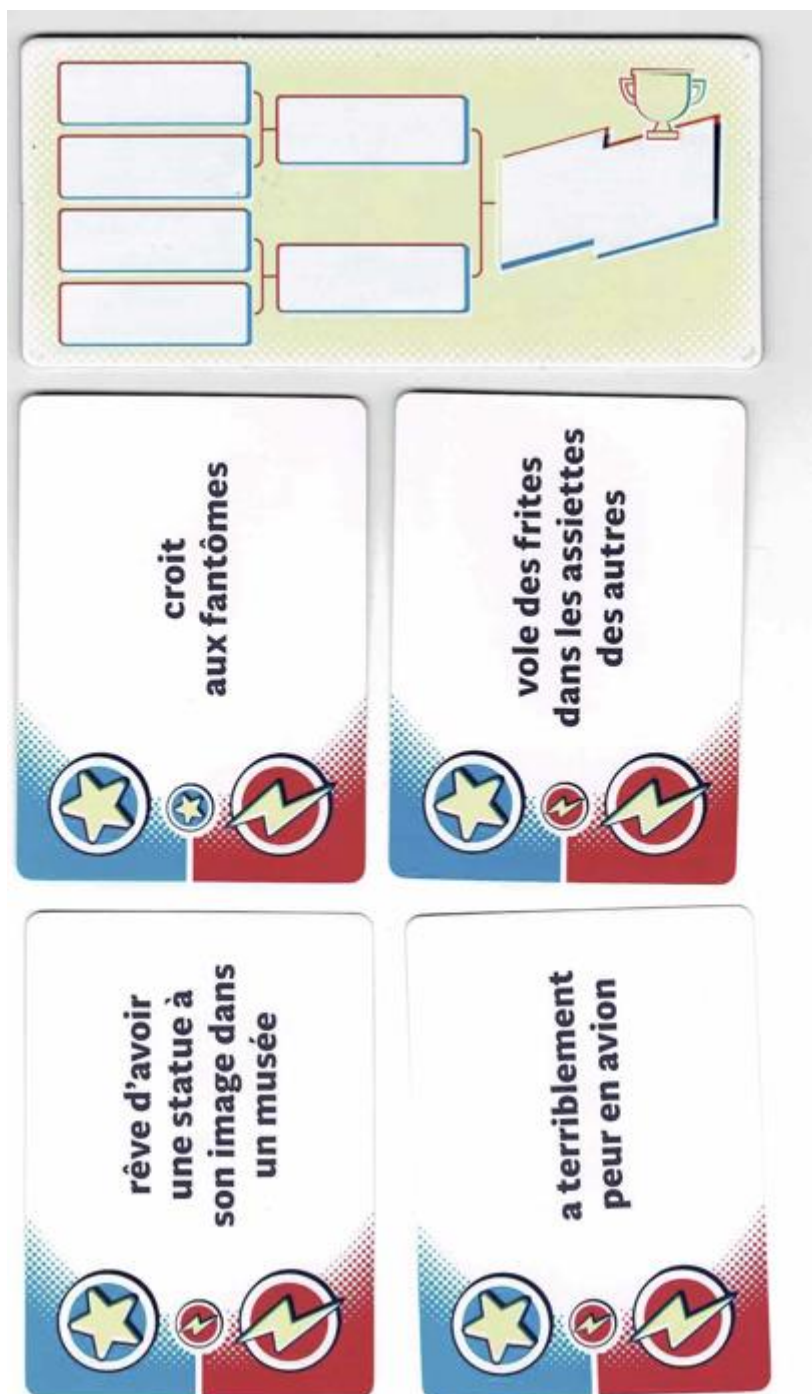 croit
aux fantômes
vole des frites
dans les assiettes
des autres
rêve d'avoir
une statue à
son image dans
un musée
a terriblement
peur en avion